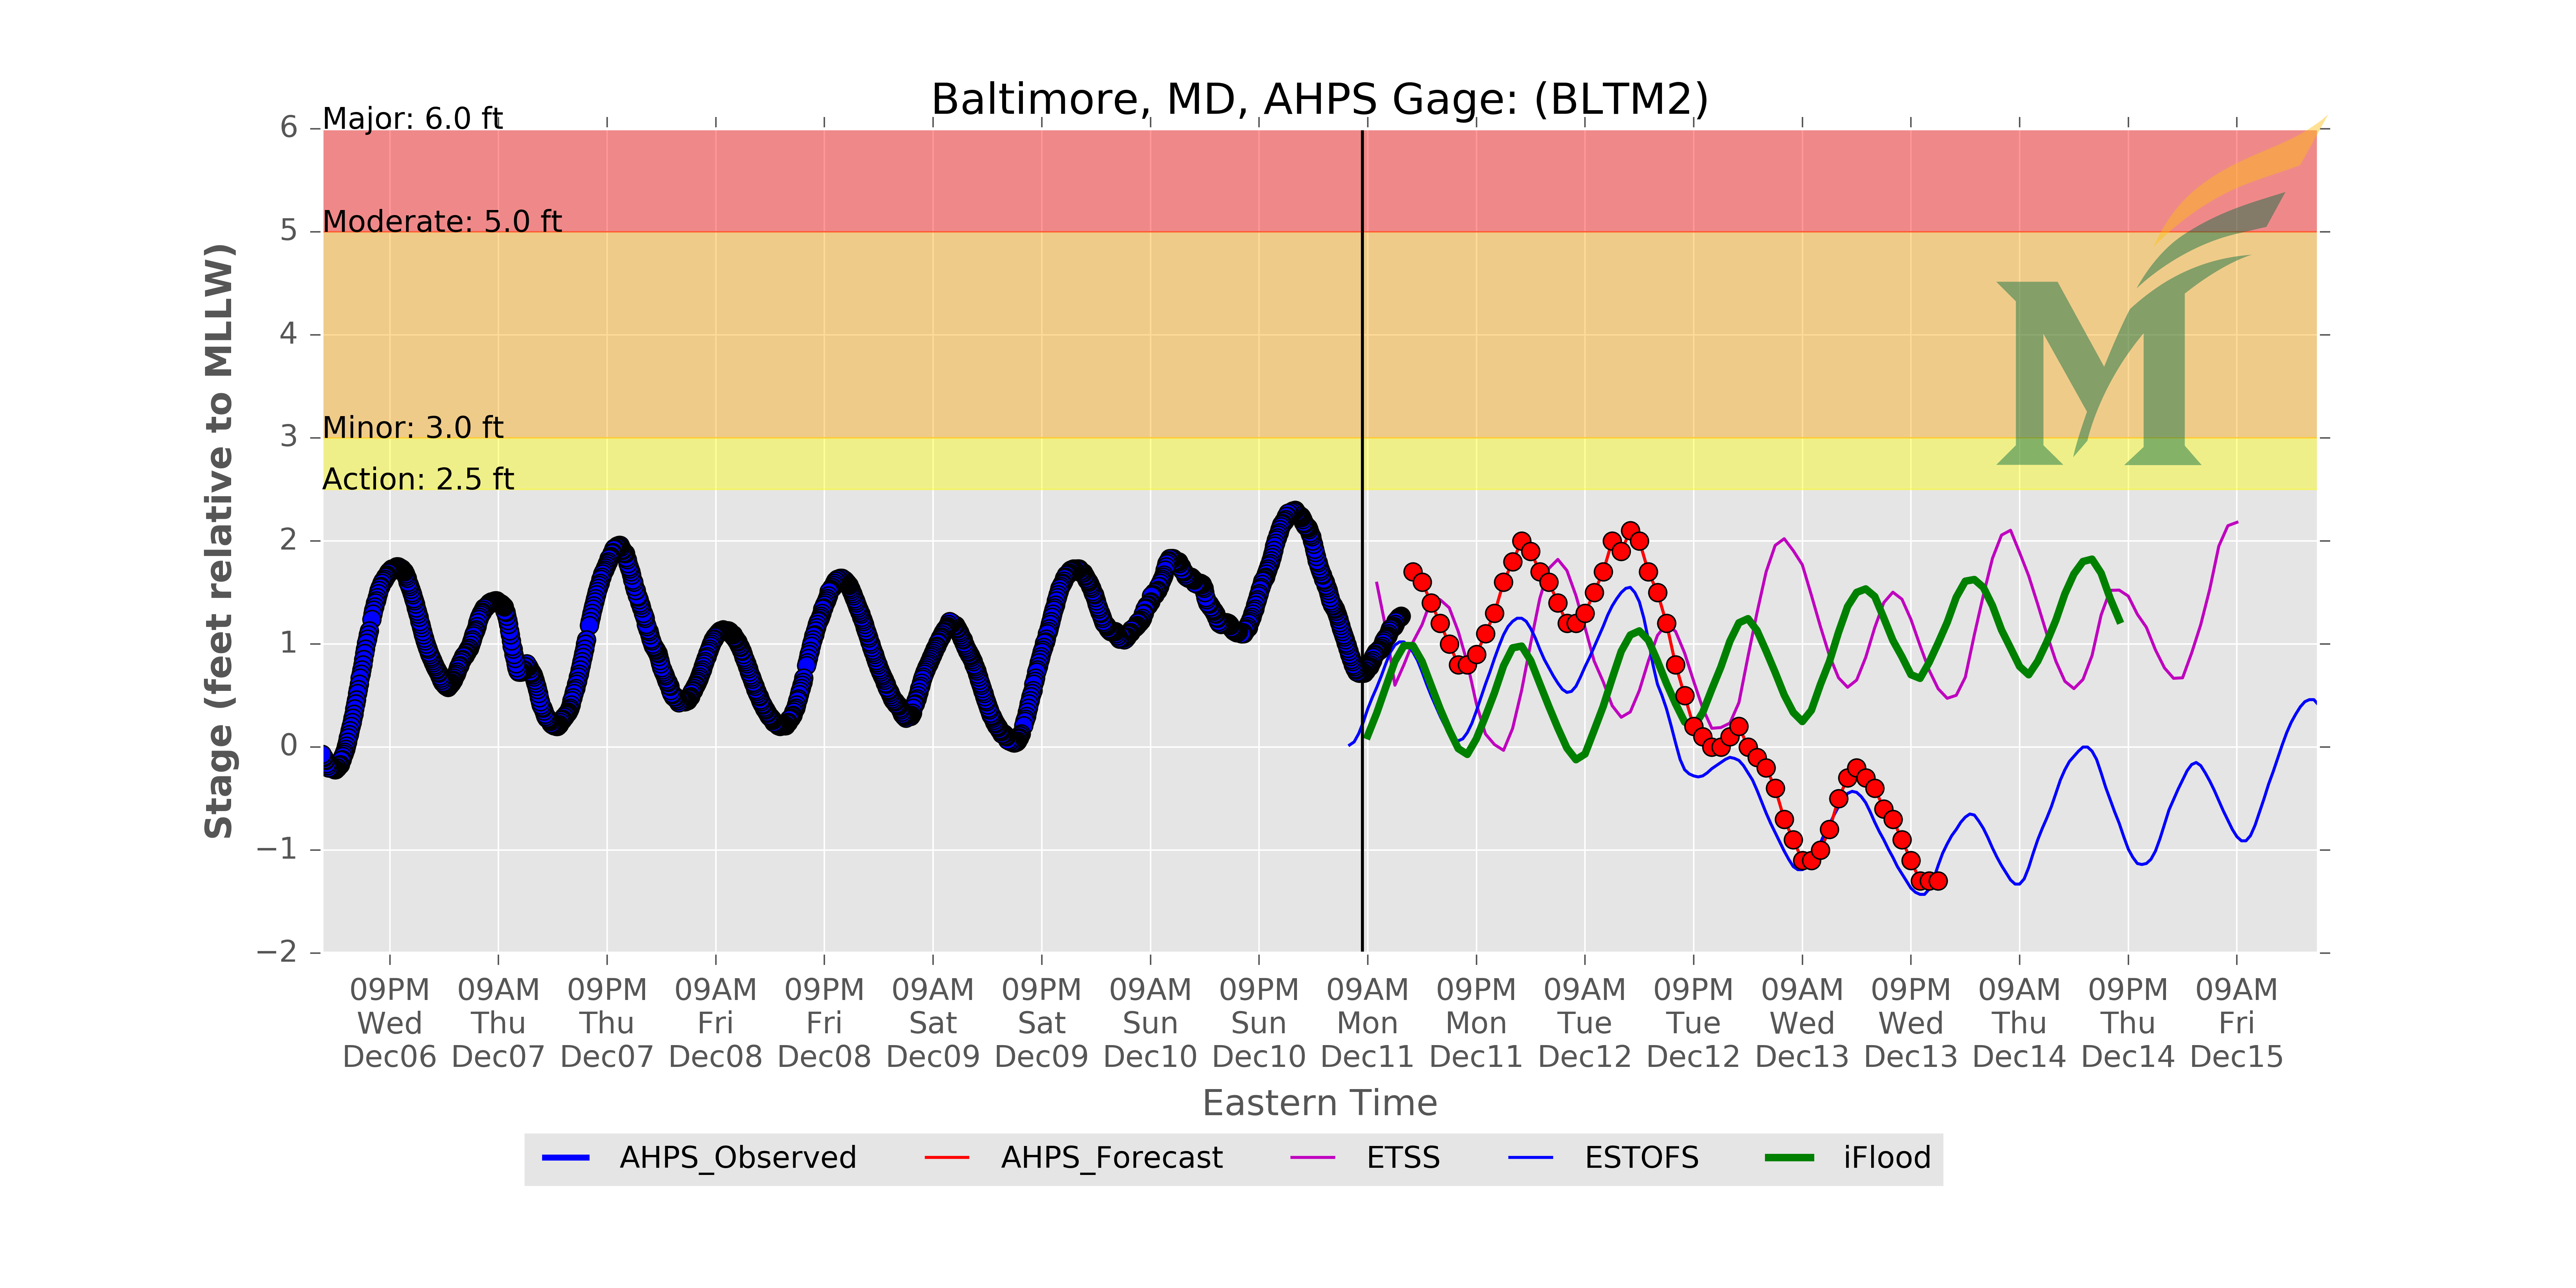 Baltimore, MD, AHPS Gage: (BLTM2)
Major: 6.0 ft
Moderate: 5.0 ft
Minor: 3.0 ft
Action: 2.5 ft
Stage (feet relative to MLLW)
6
5
4
3
2
1
0
−1
−2
09PM 09AM 09PM 09AM 09PM 09AM 09PM 09AM 09PM 09AM 09PM 09AM 09PM 09AM 09PM 09AM 09PM 09AM
Wed Thu Thu Fri Fri Sat Sat Sun Sun Mon Mon Tue Tue Wed Wed Thu Thu Fri
Dec06 Dec07 Dec07 Dec08 Dec08 Dec09 Dec09 Dec10 Dec10 Dec11 Dec11 Dec12 Dec12 Dec13 Dec13 Dec14 Dec14 Dec15
Eastern Time
AHPS_Observed AHPS_Forecast ETSS ESTOFS iFlood
M